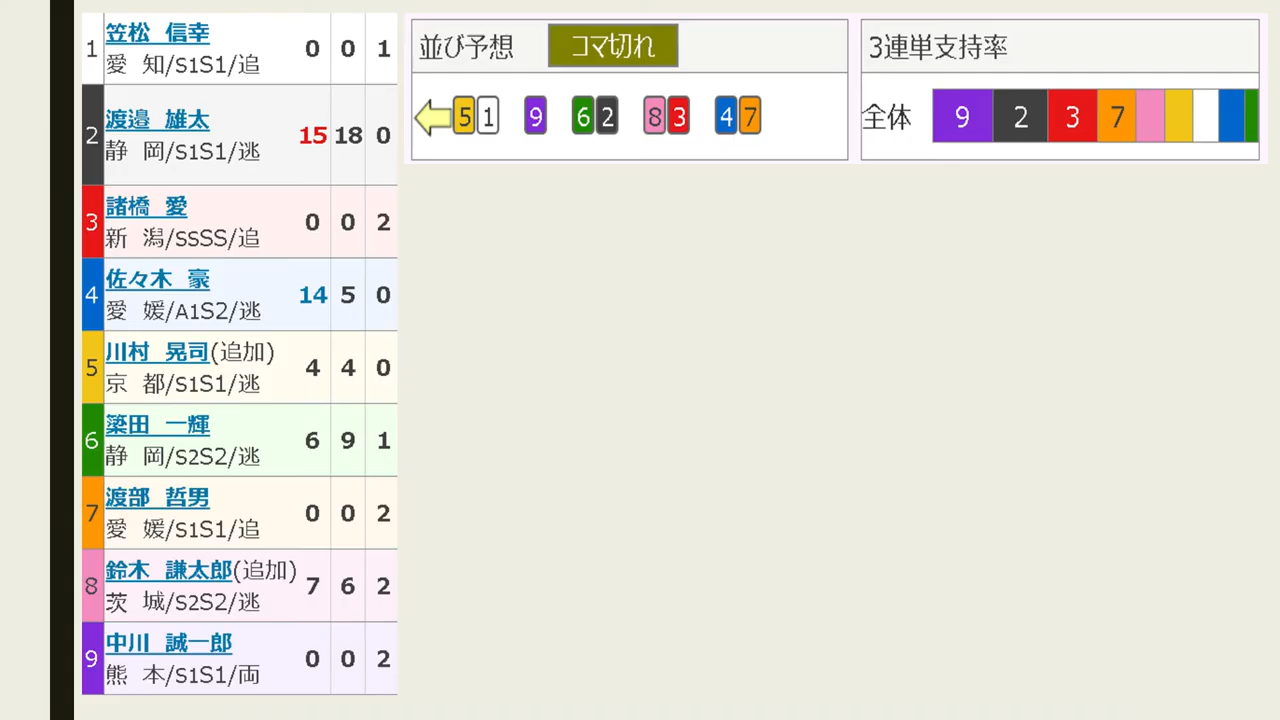 1
笠松 信幸
愛 知/S1S1/追
0 0 1
2
渡邉 雄太
静 岡/S1S1/逃
15 18 0
3
諸橋 愛
新 潟/SSSS/追
0 0 2
4
佐々木 豪
愛 媛/A1S2/逃
14 5 0
5
川村 晃司(追加)
京 都/S1S1/逃
4 4 0
6
簗田 一輝
静 岡/S2S2/逃
6 9 1
7
渡部 哲男
愛 媛/S1S1/追
0 0 2
8
鈴木 謙太郎(追加)
茨 城/S2S2/逃
7 6 2
9
中川 誠一郎
熊 本/S1S1/両
0 0 2
並び予想 コマ切れ
5 1 9 6 2 8 3 4 7
3連単支持率
全体 9 2 3 7